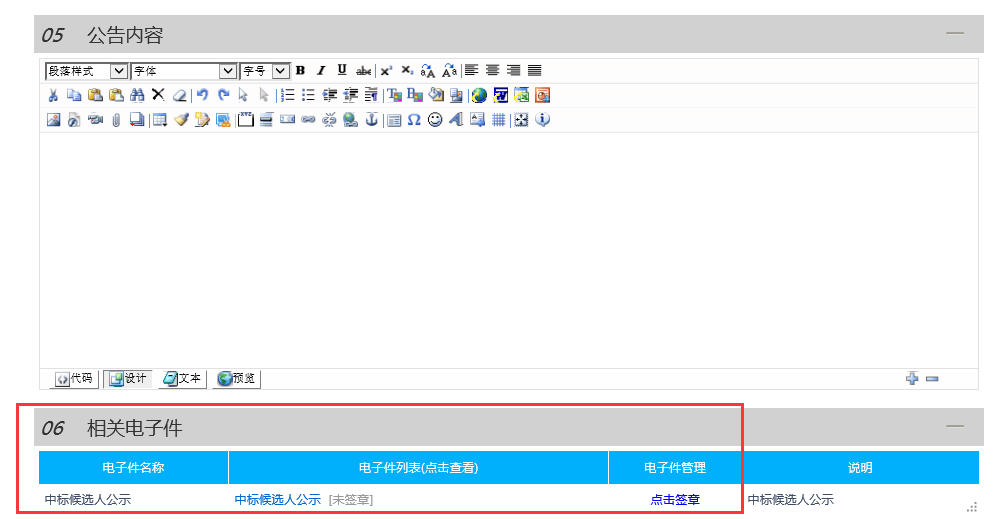 05 公告内容
段落样式 字体 字号 B I U abc x² x₂ aA Aa
代码 设计 文本 预览
06 相关电子件
电子件名称 电子件列表(点击查看) 电子件管理 说明
中标候选人公示 中标候选人公示 [未签章] 点击签章 中标候选人公示